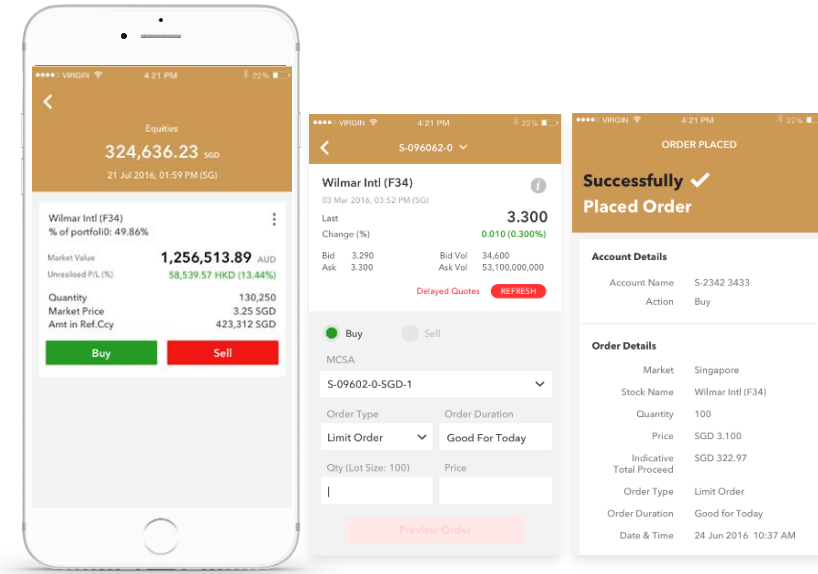 VIRGIN 4:21 PM 22%
Equities
324,636.23 SGD
21 Jul 2016, 01:59 PM (SG)
Wilmar Intl (F34)
% of portfoli0: 49.86%
Market Value 1,256,513.89 AUD
Unrealised P/L (%) 58,539.57 HKD (13.44%)
Quantity 130,250
Market Price 3.25 SGD
Amt in Ref.Ccy 423,312 SGD
Buy Sell
VIRGIN 4:21 PM 22%
S-096062-0
Wilmar Intl (F34) i
03 Mar 2016, 03:52 PM (SG)
Last 3.300
Change (%) 0.010 (0.300%)
Bid 3.290 Bid Vol 34,600
Ask 3.300 Ask Vol 53,100,000,000
Delayed Quotes REFRESH
Buy Sell
MCSA
S-09602-0-SGD-1
Order Type Order Duration
Limit Order Good For Today
Qty (Lot Size: 100) Price
Preview Order
VIRGIN 4:21 PM 22%
ORDER PLACED
Successfully
Placed Order
Account Details
Account Name S-2342 3433
Action Buy
Order Details
Market Singapore
Stock Name Wilmar Intl (F34)
Quantity 100
Price SGD 3.100
Indicative SGD 322.97
Total Proceed
Order Type Limit Order
Order Duration Good for Today
Date & Time 24 Jun 2016 10:37 AM